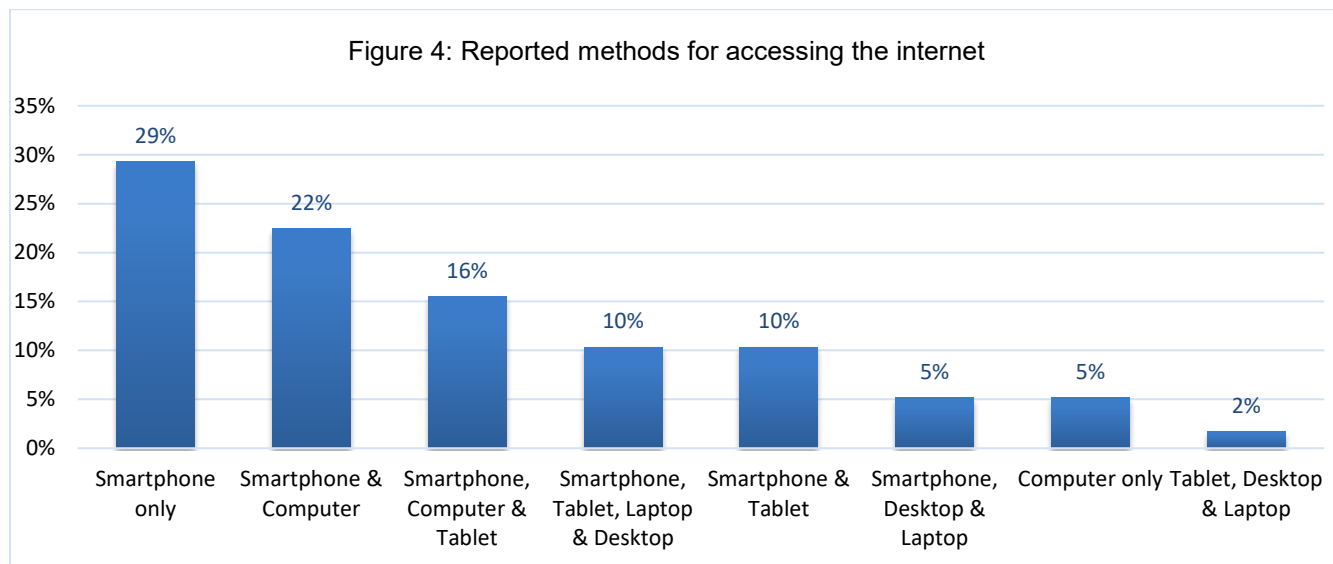 Figure 4: Reported methods for accessing the internet
35%
30%
25%
20%
15%
10%
5%
0%
29%
22%
16%
10%
10%
5%
5%
2%
Smartphone
only
Smartphone &
Computer
Smartphone,
Computer &
Tablet
Smartphone,
Tablet, Laptop
& Desktop
Smartphone &
Tablet
Smartphone,
Desktop &
Laptop
Computer only
Tablet, Desktop
& Laptop